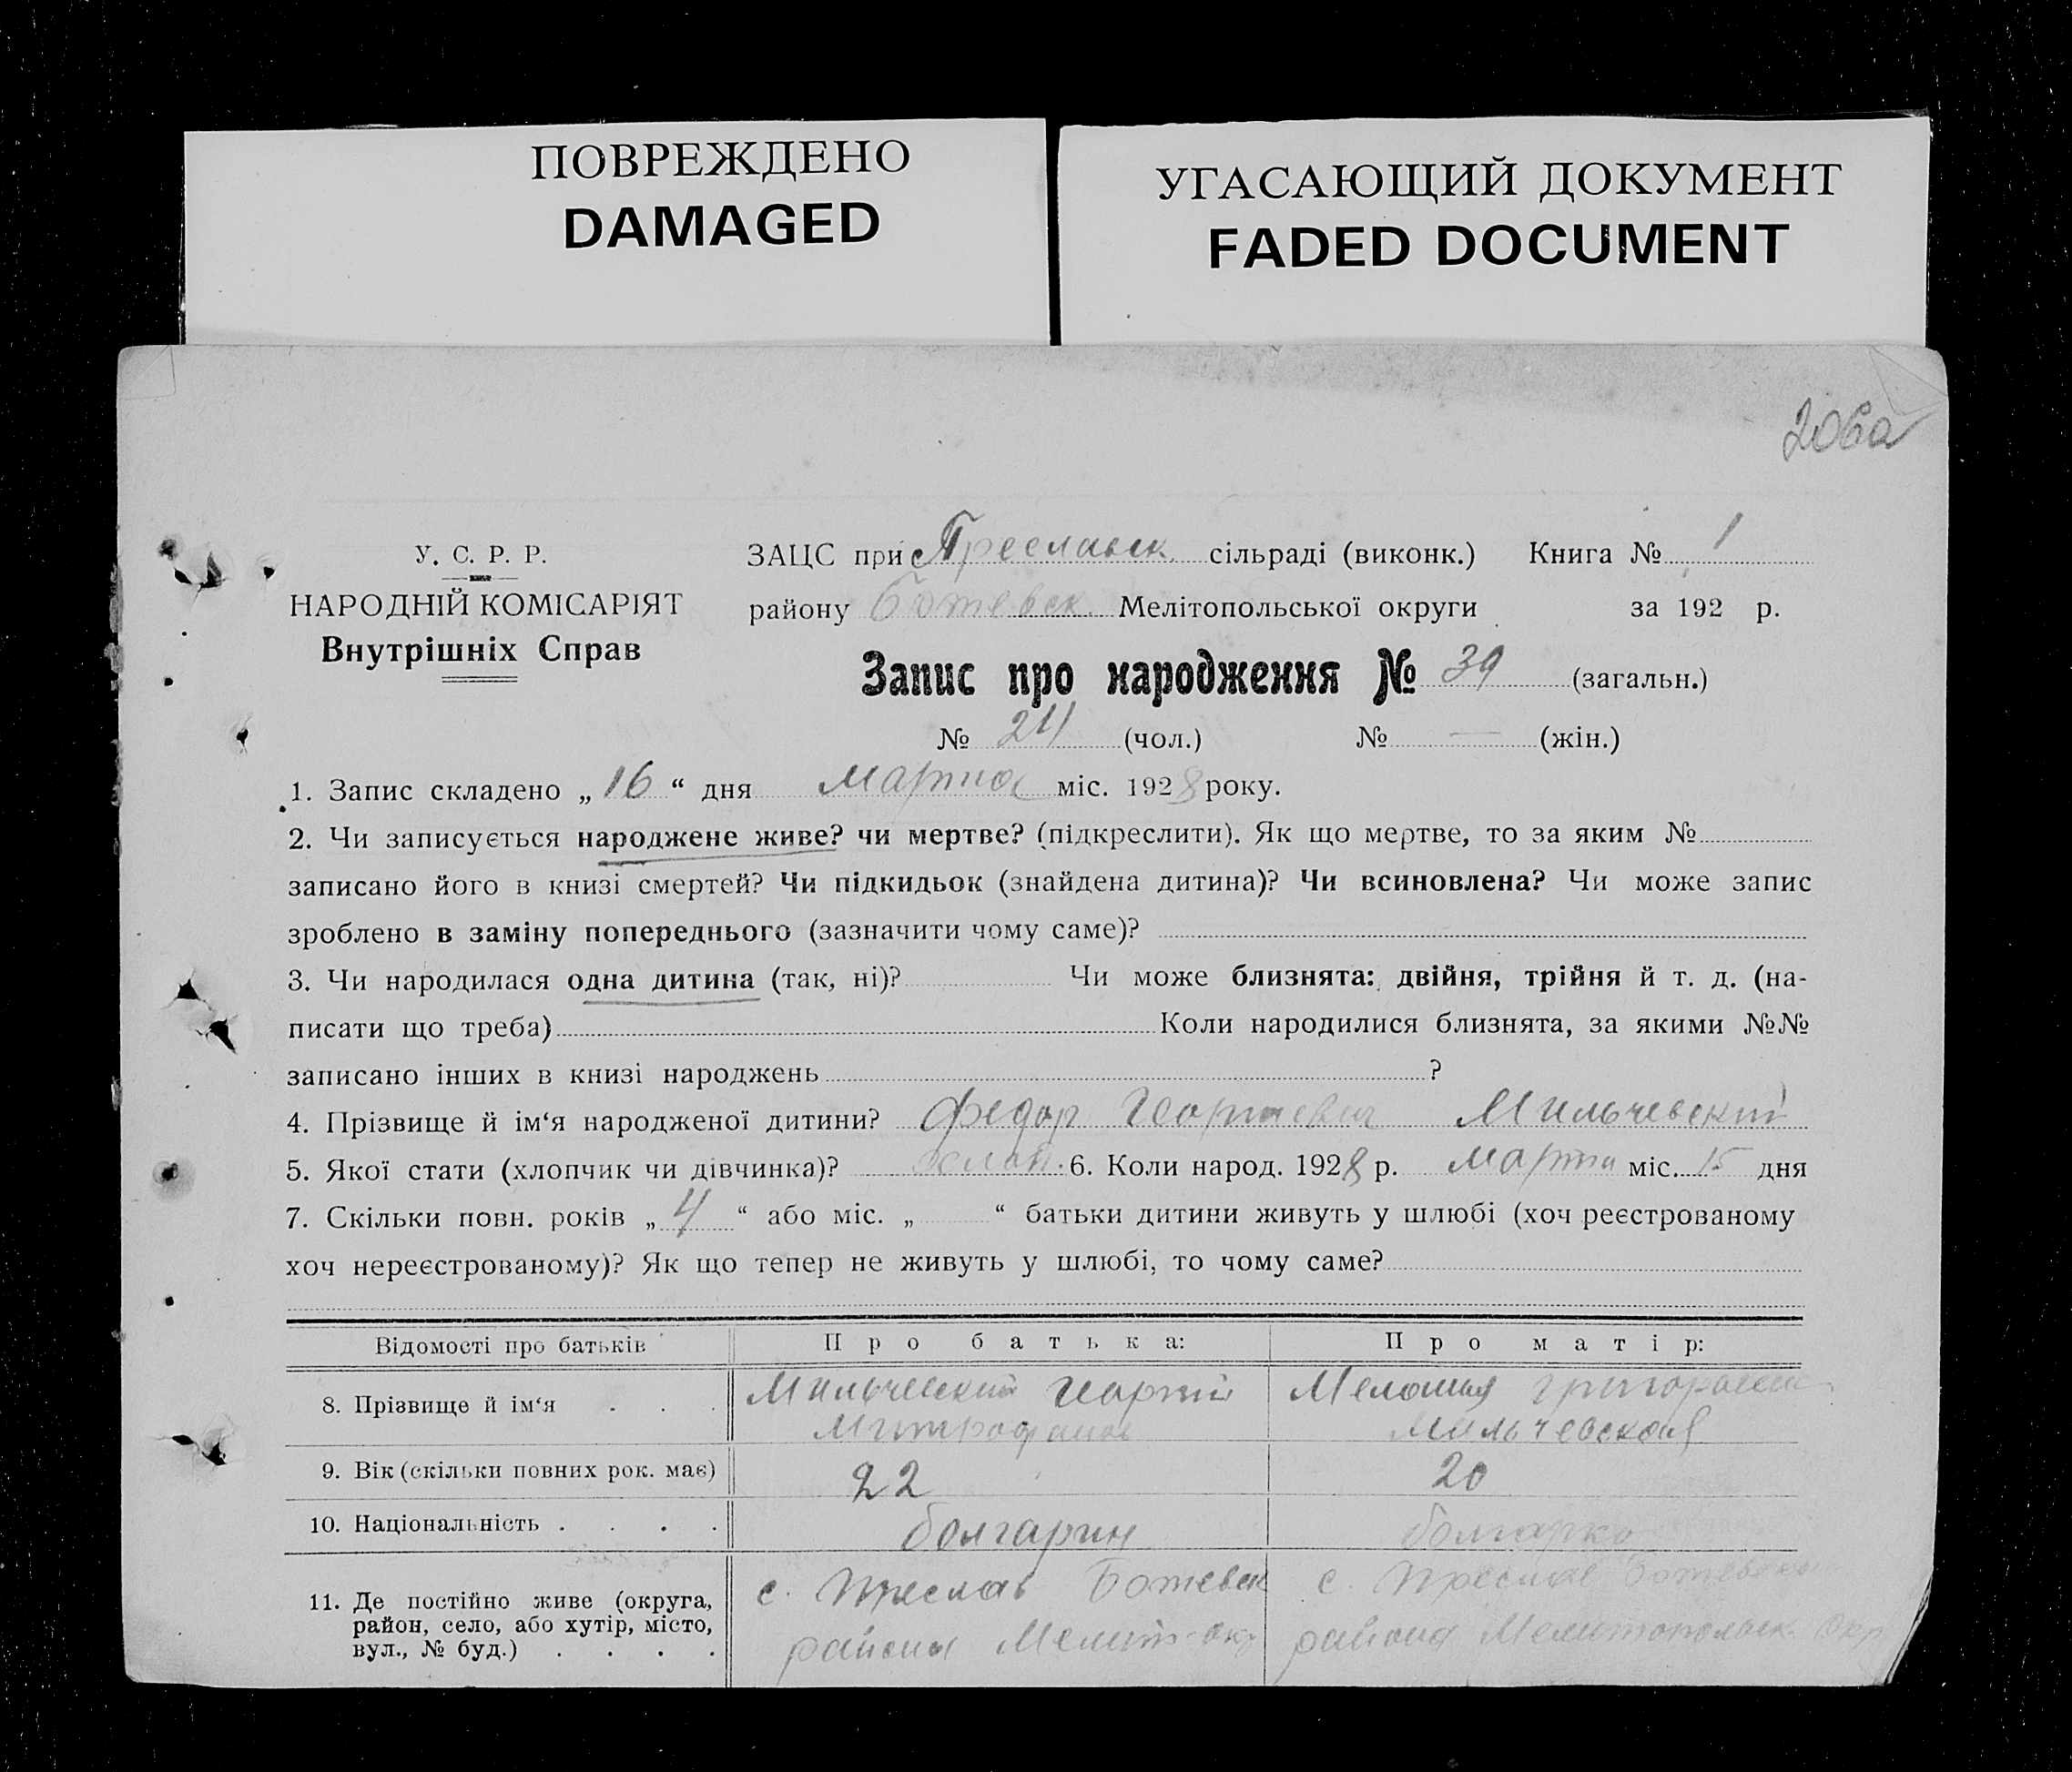 ПОВРЕЖДЕНО
DAMAGED
УГАСАЮЩИЙ ДОКУМЕНТ
FADED DOCUMENT
206а
У. С. Р. Р.
НАРОДНІЙ КОМІСАРІЯТ
Внутрішніх Справ
ЗАЦС при Преславск. сільраді (виконк.) Книга № 1
району Ботевск. Мелітопольської округи за 192 р.
Запис про народження № 39 (загальн.)
№ 24 (чол.) № — (жін.)
1. Запис складено „ 16 “ дня марта міс. 1928 року.
2. Чи записується народжене живе? чи мертве? (підкреслити). Як що мертве, то за яким №
записано його в книзі смертей? Чи підкидьок (знайдена дитина)? Чи всиновлена? Чи може запис
зроблено в заміну попереднього (зазначити чому саме)?
3. Чи народилася одна дитина (так, ні)? Чи може близнята: двійня, трійня й т. д. (на-
писати що треба) Коли народилися близнята, за якими №№
записано інших в книзі народжень ?
4. Прізвище й ім‘я народженої дитини? Федор Георгиевич Мильчевский
5. Якої стати (хлопчик чи дівчинка)? 6. Коли народ. 1928 р. марта міс. 15 дня
7. Скільки повн. років „ 4 “ або міс. „ “ батьки дитини живуть у шлюбі (хоч реєстрованому
хоч нереєстрованому)? Як що тепер не живуть у шлюбі, то чому саме?
Відомості про батьків Про батька: Про матір:
8. Прізвище й ім‘я . . . Мильчевский Георгий Мелания
Митрофанов Мильчевская
9. Вік (скільки повних рок. має) 22 20
10. Національність . . . . болгарин болгарка
11. Де постійно живе (округа, район, село, або хутір, місто, вул., № буд.) . . . . с. Преслав Ботевск с. Преслав
района Мелит. окр района Мелитопольск. окр